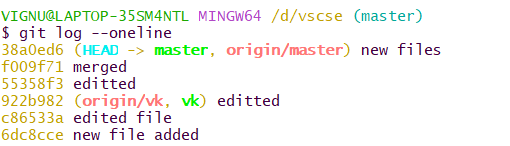 VIGNU@LAPTOP-35SM4NTL MINGW64 /d/vscse (master)
$ git log --oneline
38a0ed6 (HEAD -> master, origin/master) new files
f009f71 merged
55358f3 editted
922b982 (origin/vk, vk) editted
c86533a edited file
6dc8cce new file added